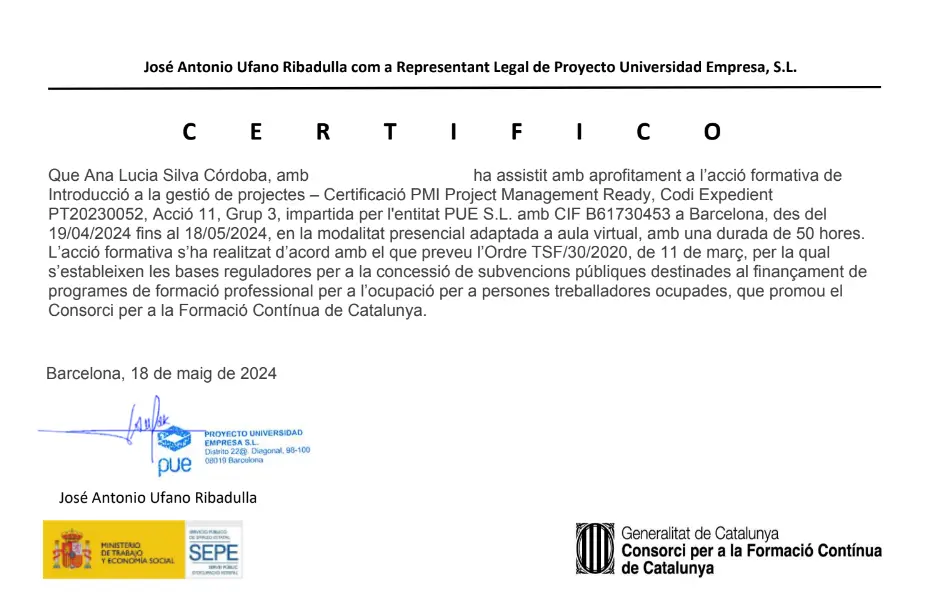 José Antonio Ufano Ribadulla com a Representant Legal de Proyecto Universidad Empresa, S.L.
C E R T I F I C O
Que Ana Lucia Silva Córdoba, amb ha assistit amb aprofitament a l’acció formativa de
Introducció a la gestió de projectes – Certificació PMI Project Management Ready, Codi Expedient
PT20230052, Acció 11, Grup 3, impartida per l'entitat PUE S.L. amb CIF B61730453 a Barcelona, des del
19/04/2024 fins al 18/05/2024, en la modalitat presencial adaptada a aula virtual, amb una durada de 50 hores.
L’acció formativa s’ha realitzat d’acord amb el que preveu l’Ordre TSF/30/2020, de 11 de març, per la qual
s’estableixen les bases reguladores per a la concessió de subvencions públiques destinades al finançament de
programes de formació professional per a l’ocupació per a persones treballadores ocupades, que promou el
Consorci per a la Formació Contínua de Catalunya.
Barcelona, 18 de maig de 2024
PROYECTO UNIVERSIDAD
EMPRESA S.L.
Distrito 22@. Diagonal, 98-100
08019 Barcelona
pue
José Antonio Ufano Ribadulla
MINISTERIO
DE TRABAJO
Y ECONOMÍA SOCIAL
SERVICIO PÚBLICO
DE EMPLEO ESTATAL
SEPE
SERVEI PÚBLIC
D'OCUPACIÓ ESTATAL
Generalitat de Catalunya
Consorci per a la Formació Contínua
de Catalunya